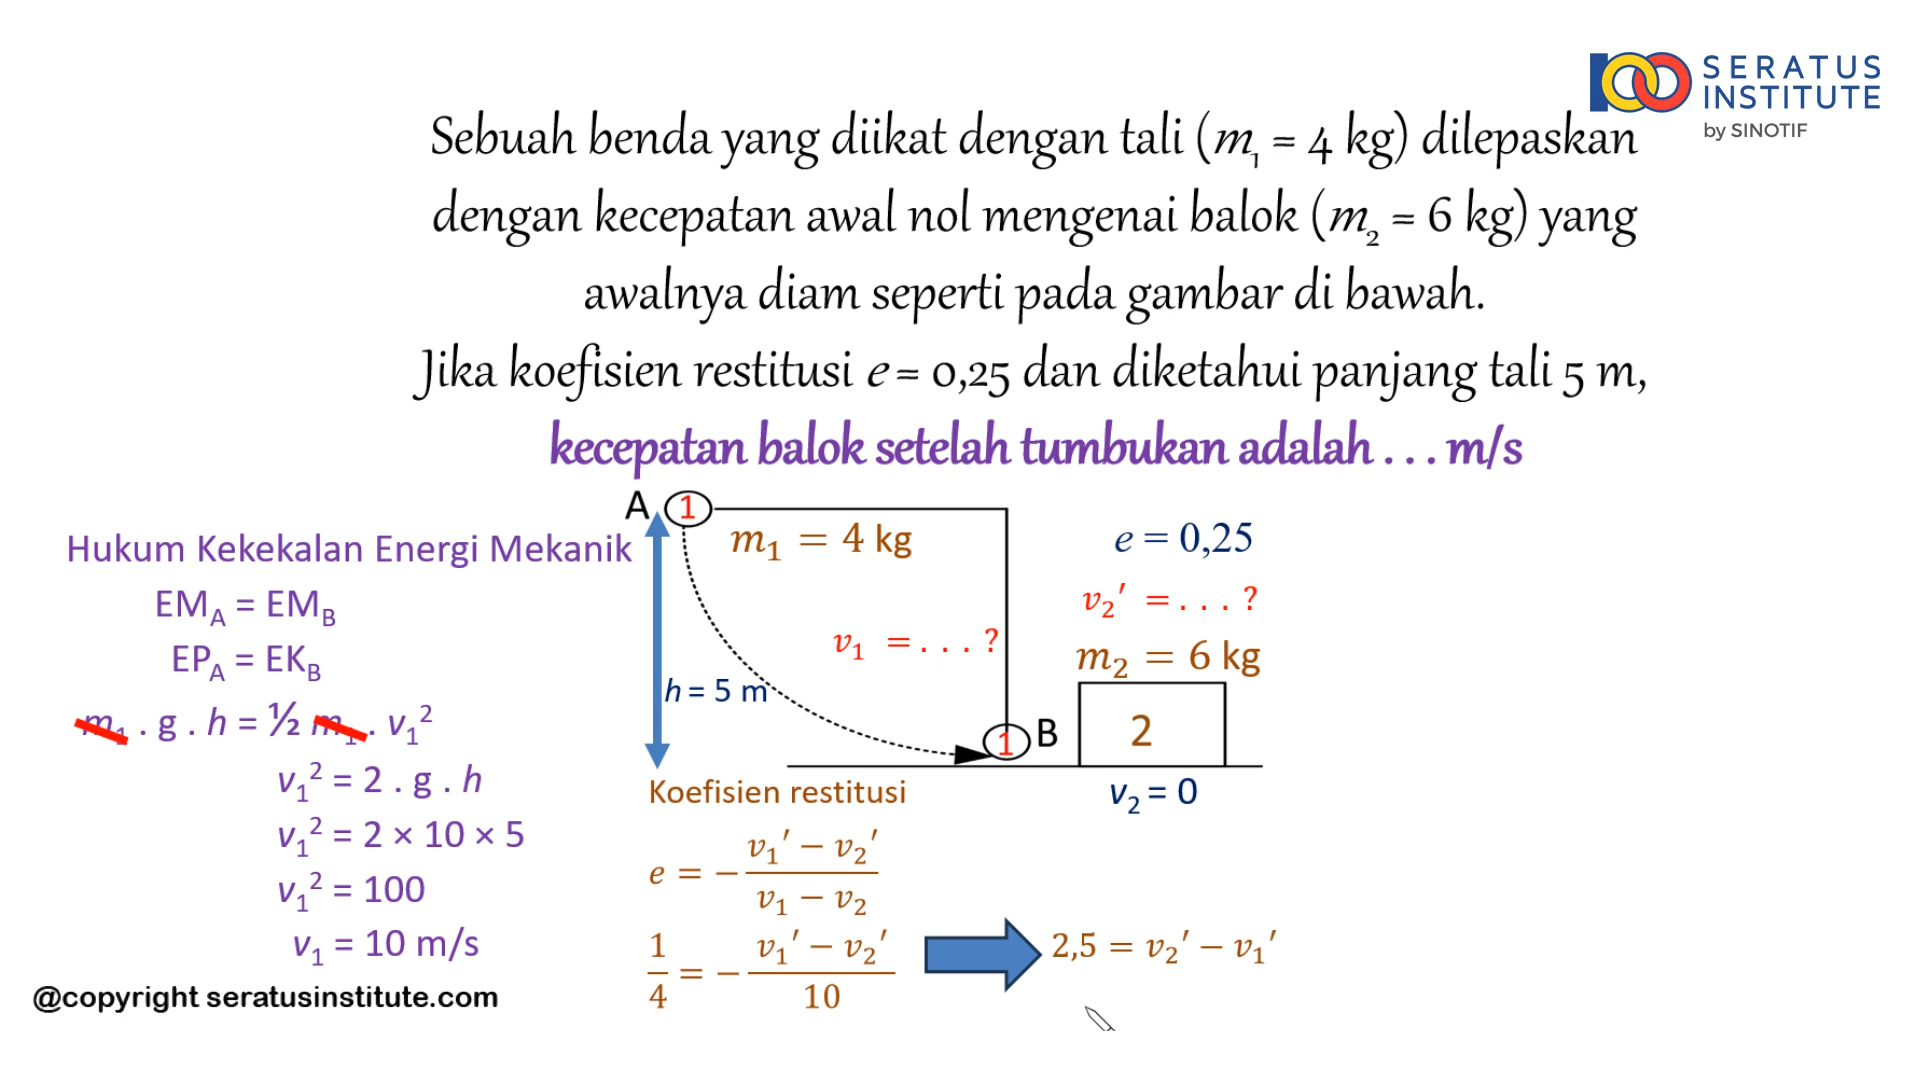 SERATUS
INSTITUTE
by SINOTIF
Sebuah benda yang diikat dengan tali (m₁ = 4 kg) dilepaskan
dengan kecepatan awal nol mengenai balok (m₂ = 6 kg) yang
awalnya diam seperti pada gambar di bawah.
Jika koefisien restitusi e = 0,25 dan diketahui panjang tali 5 m,
kecepatan balok setelah tumbukan adalah . . . m/s
Hukum Kekekalan Energi Mekanik
EM_A = EM_B
EP_A = EK_B
m₁ . g . h = ½ m₁ . v₁²
v₁² = 2 . g . h
v₁² = 2 × 10 × 5
v₁² = 100
v₁ = 10 m/s
@copyright seratusinstitute.com
A 1
m₁ = 4 kg
v₁ = . . . ?
h = 5 m
1 B
e = 0,25
v₂′ = . . . ?
m₂ = 6 kg
2
v₂ = 0
Koefisien restitusi
e = − (v₁′ − v₂′) / (v₁ − v₂)
1/4 = − (v₁′ − v₂′) / 10
2,5 = v₂′ − v₁′